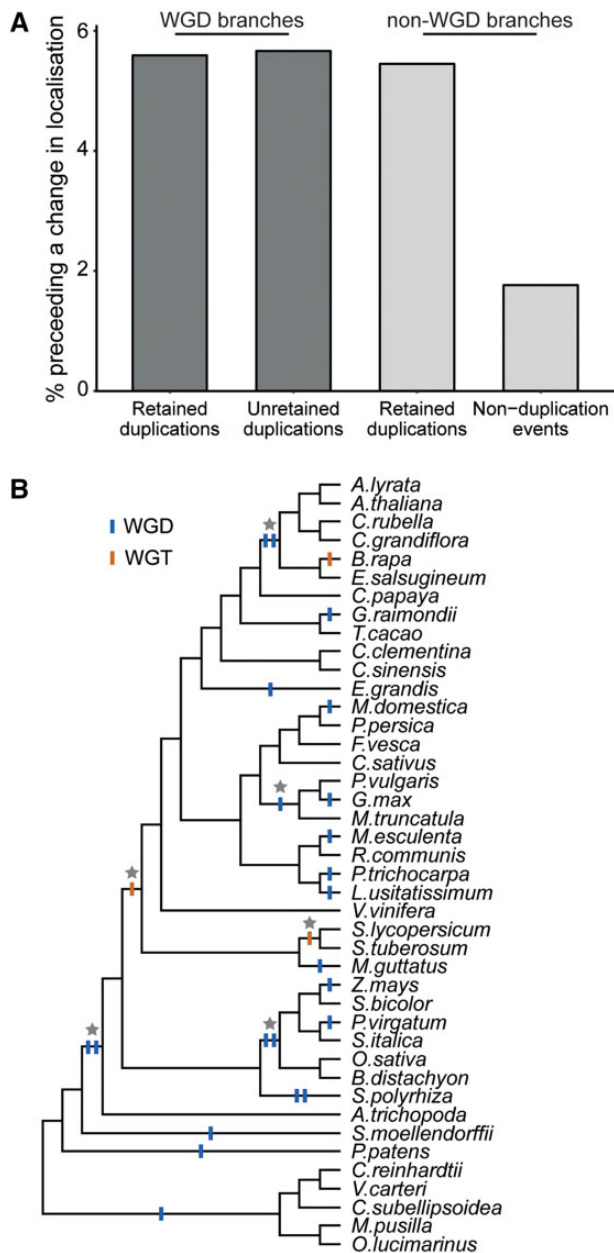 A
% preceeding a change in localisation
6
4
2
0
WGD branches
non-WGD branches
Retained
duplications
Unretained
duplications
Retained
duplications
Non-duplication
events
B
WGD
WGT
A.lyrata
A.thaliana
C.rubella
C.grandiflora
B.rapa
E.salsugineum
C.papaya
G.raimondii
T.cacao
C.clementina
C.sinensis
E.grandis
M.domestica
P.persica
F.vesca
C.sativus
P.vulgaris
G.max
M.truncatula
M.esculenta
R.communis
P.trichocarpa
L.usitatissimum
V.vinifera
S.lycopersicum
S.tuberosum
M.guttatus
Z.mays
S.bicolor
P.virgatum
S.italica
O.sativa
B.distachyon
S.polyrhiza
A.trichopoda
S.moellendorffii
P.patens
C.reinhardtii
V.carteri
C.subellipsoidea
M.pusilla
O.lucimarinus